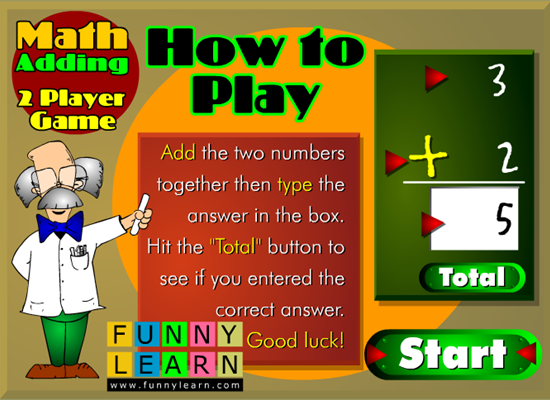 Math
Adding
2 Player
Game
How to
Play
Add the two numbers
together then type the
answer in the box.
Hit the "Total" button to
see if you entered the
correct answer.
Good luck!
3
+ 2
5
Total
Start
FUNNY
LEARN
www.funnylearn.com